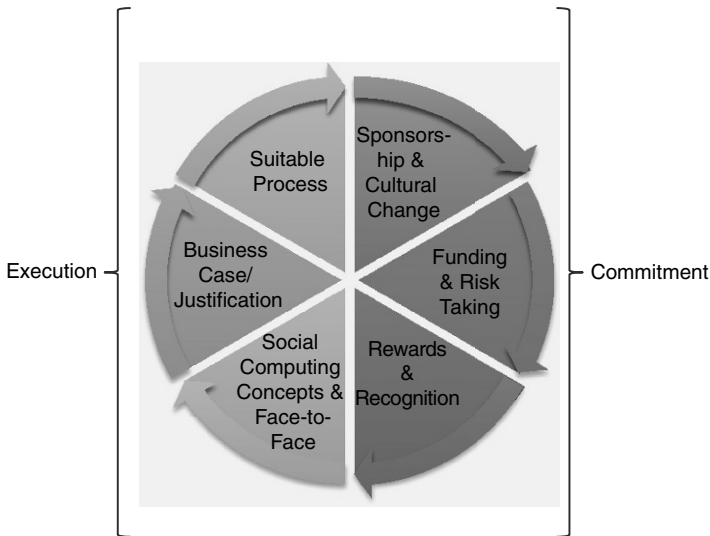 Suitable
Process
Sponsors-
hip &
Cultural
Change
Business
Case/
Justification
Funding
& Risk
Taking
Execution
Commitment
Social
Computing
Concepts &
Face-to-
Face
Rewards
&
Recognition